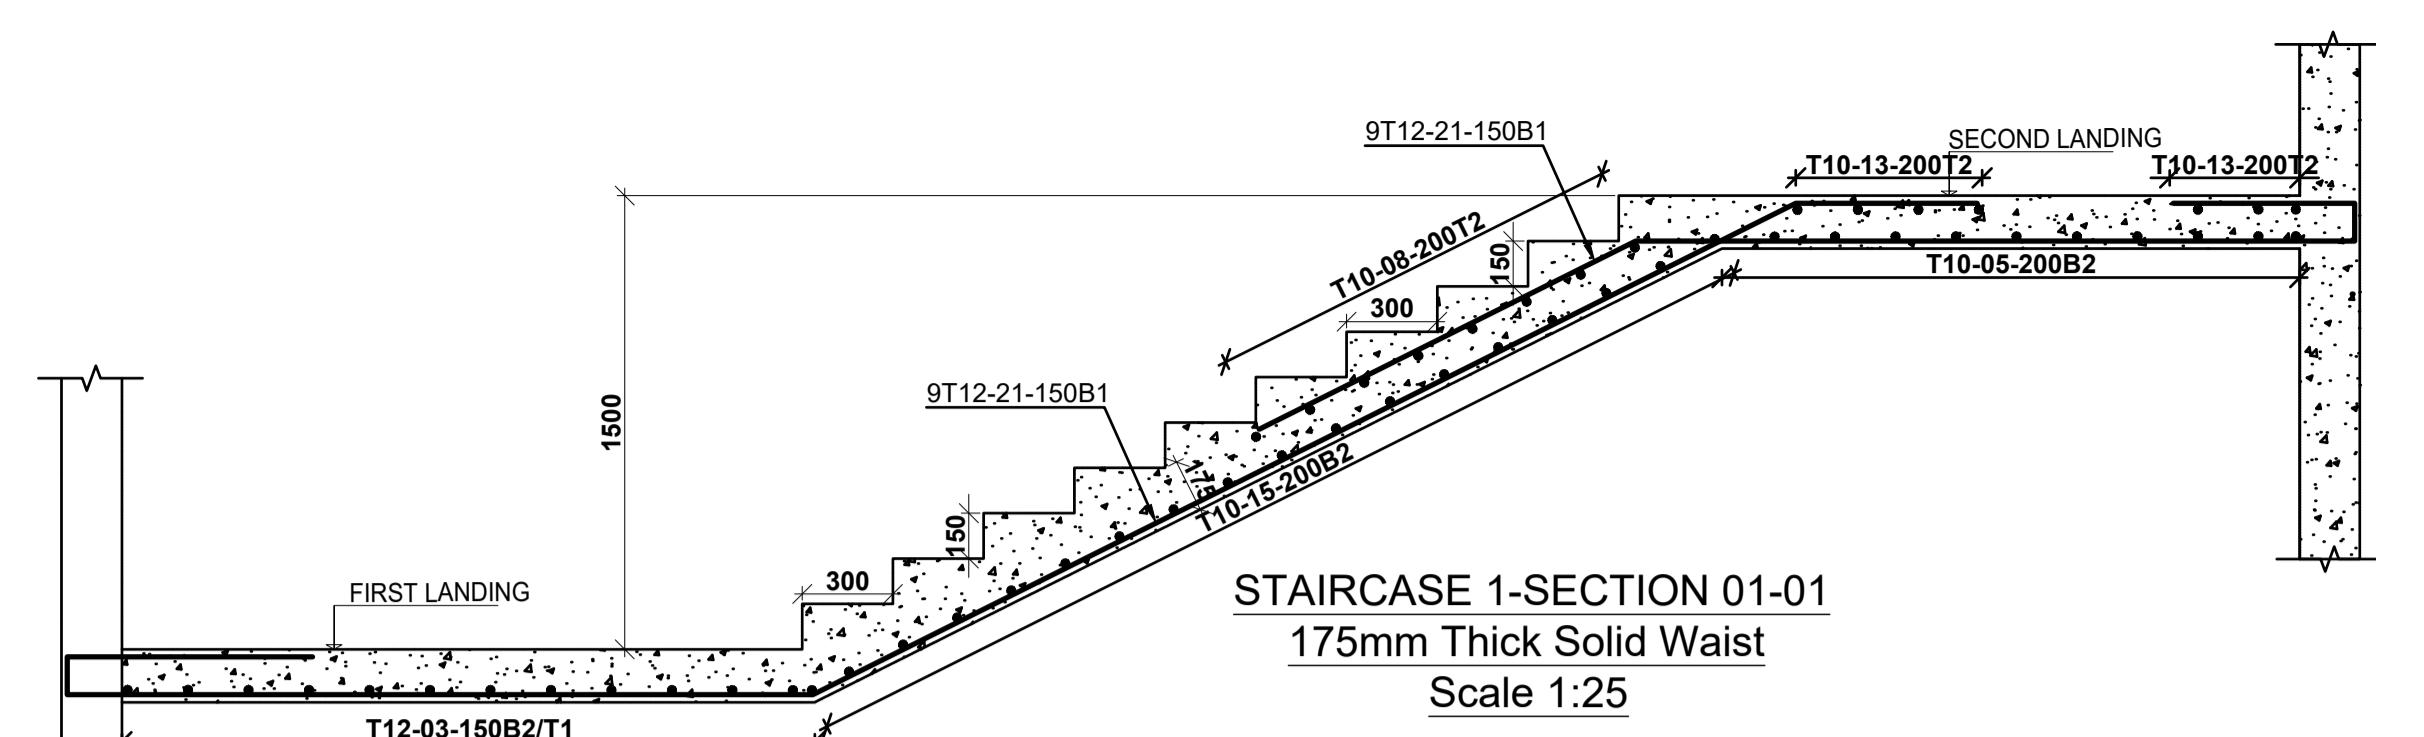 9T12-21-150B1
SECOND LANDING
T10-13-200T2
T10-13-200T2
T10-08-200T2
150
T10-05-200B2
300
1500
9T12-21-150B1
175
T10-15-200B2
150
300
FIRST LANDING
STAIRCASE 1-SECTION 01-01
175mm Thick Solid Waist
Scale 1:25
T12-03-150B2/T1